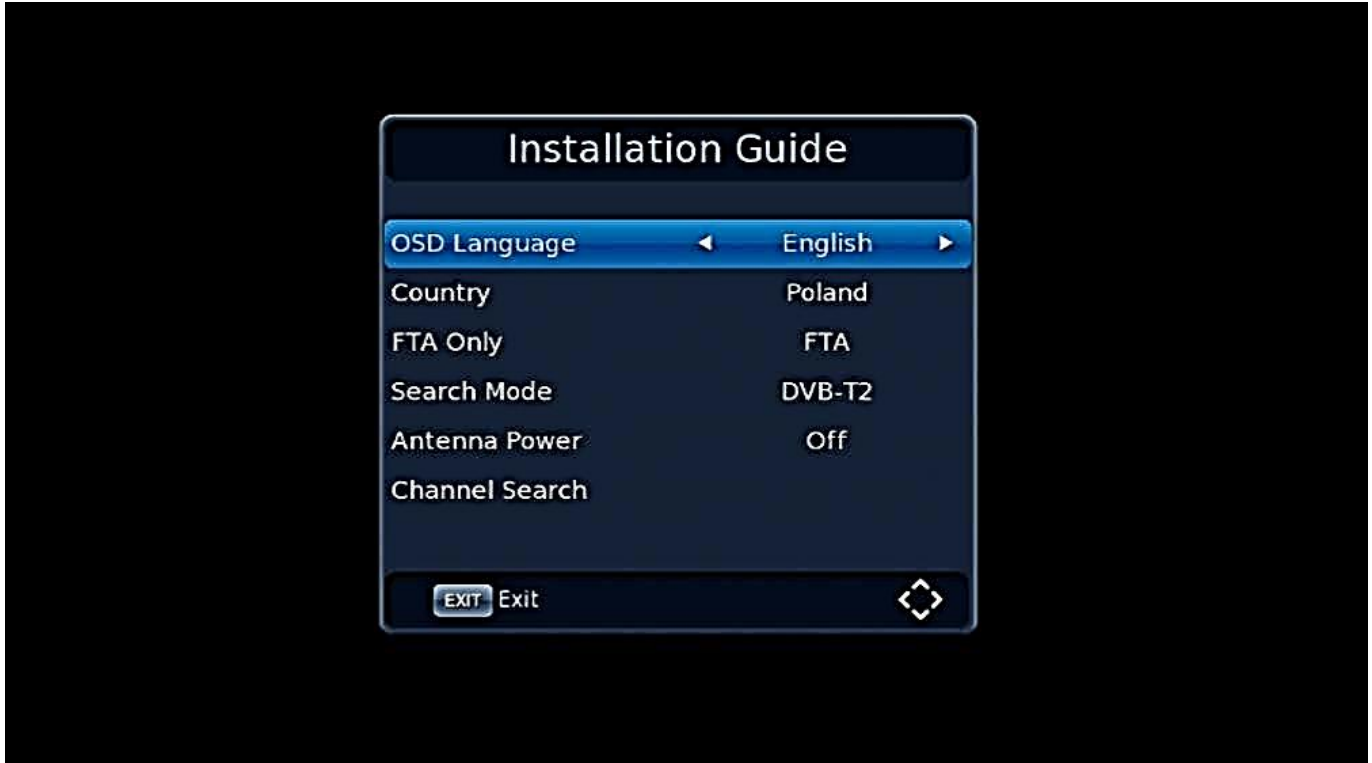 Installation Guide
OSD Language English
Country Poland
FTA Only FTA
Search Mode DVB-T2
Antenna Power Off
Channel Search
EXIT Exit